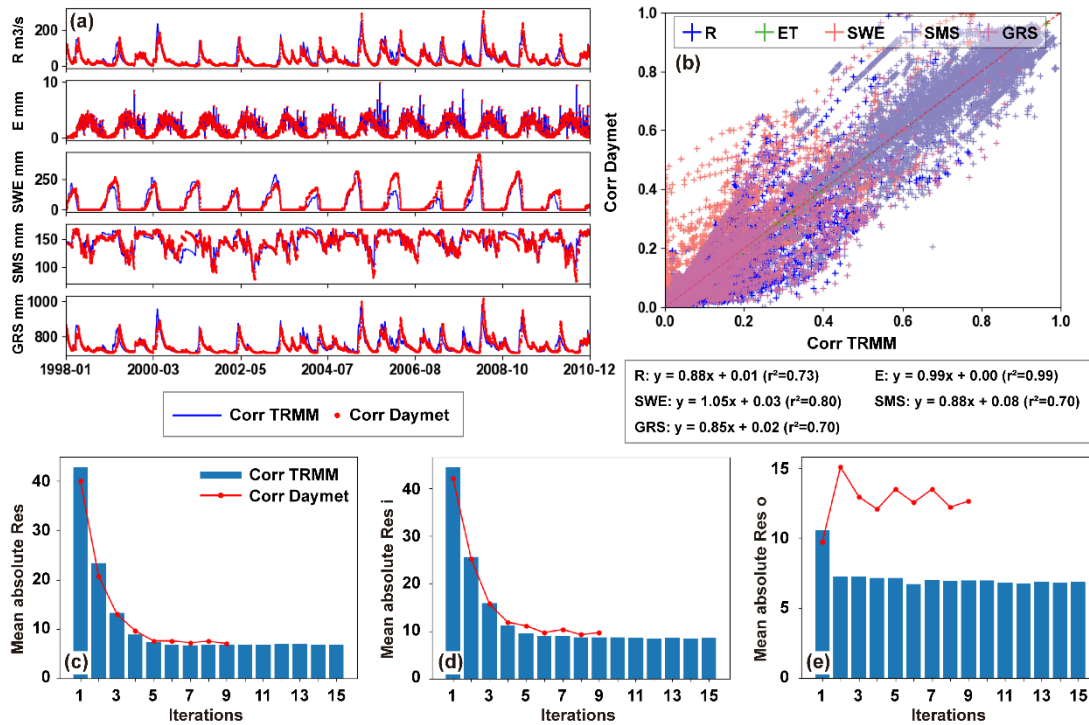 (a)
R m3/s
200
0
E mm
10
5
0
SWE mm
250
0
SMS mm
150
100
GRS mm
1000
800
1998-01 2000-03 2002-05 2004-07 2006-08 2008-10 2010-12
Corr TRMM Corr Daymet
(b)
R ET SWE SMS GRS
Corr Daymet
1.0
0.8
0.6
0.4
0.2
0.0
0.0 0.2 0.4 0.6 0.8 1.0
Corr TRMM
R: y = 0.88x + 0.01 (r²=0.73) E: y = 0.99x + 0.00 (r²=0.99)
SWE: y = 1.05x + 0.03 (r²=0.80) SMS: y = 0.88x + 0.08 (r²=0.70)
GRS: y = 0.85x + 0.02 (r²=0.70)
Mean absolute Res
40
30
20
10
0
Corr TRMM
Corr Daymet
(c)
1 3 5 7 9 11 13 15
Iterations
Mean absolute Res i
40
30
20
10
0
(d)
1 3 5 7 9 11 13 15
Iterations
Mean absolute Res o
15
10
5
0
(e)
1 3 5 7 9 11 13 15
Iterations